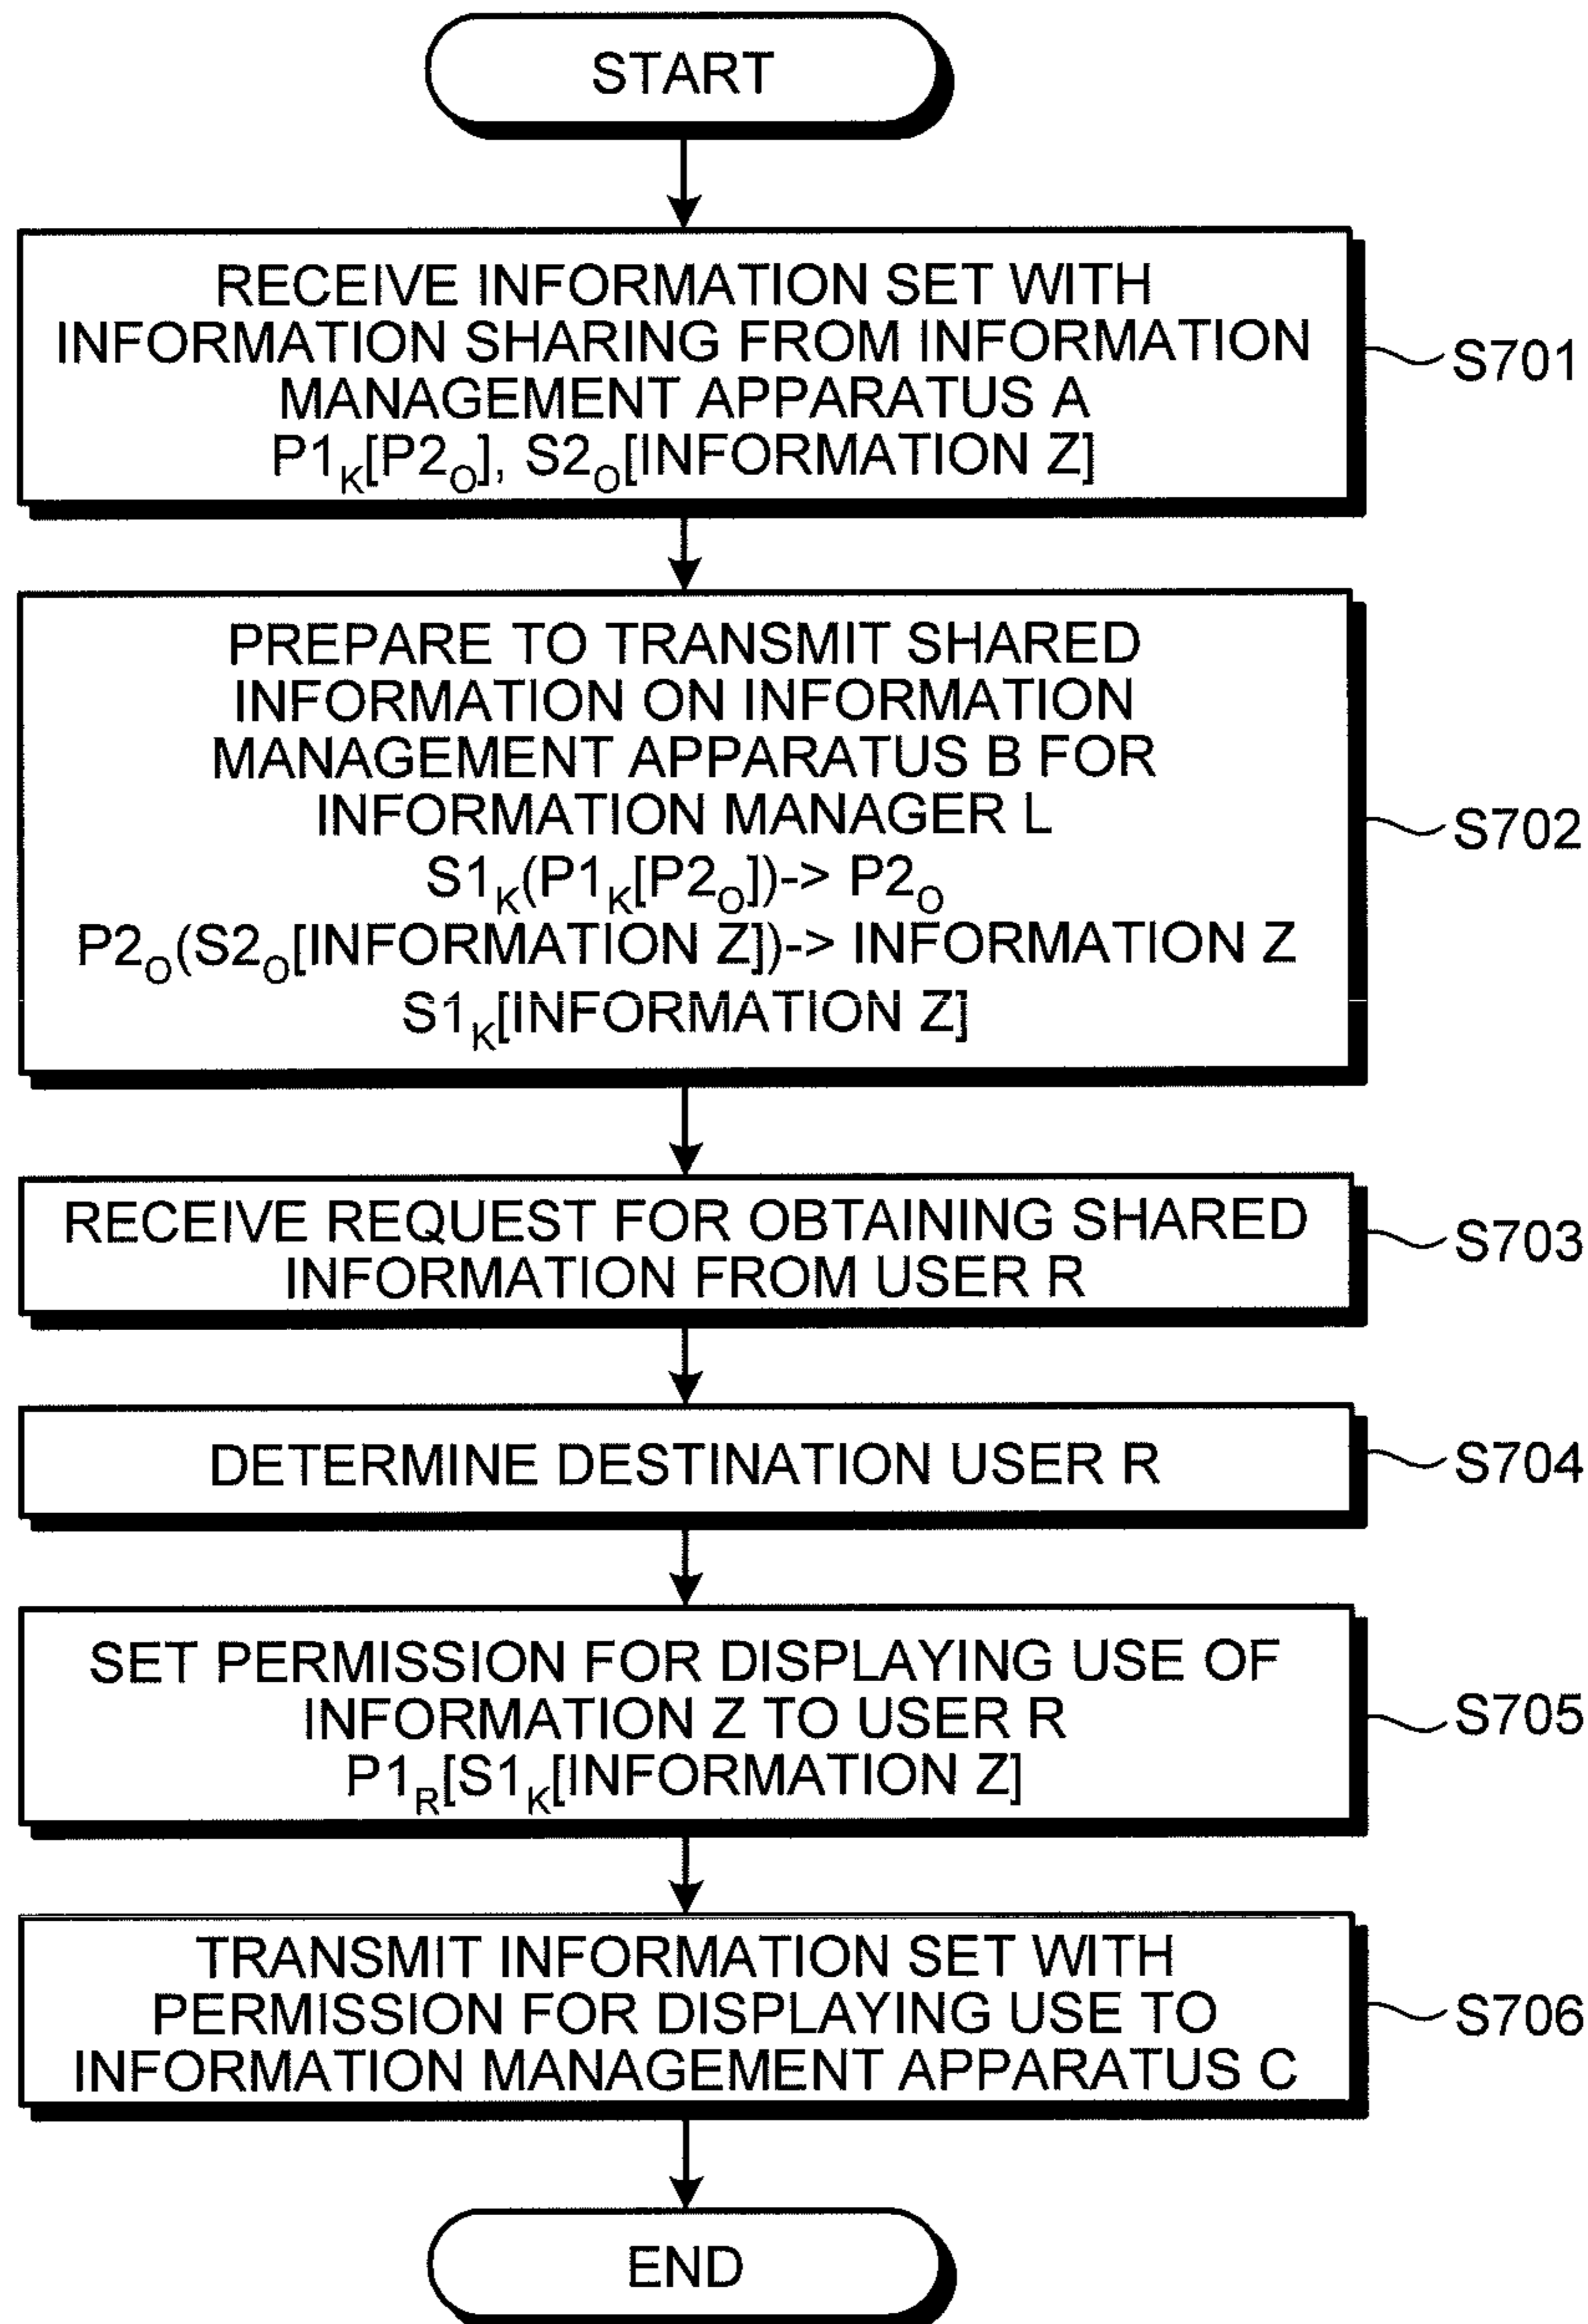 START
RECEIVE INFORMATION SET WITH
INFORMATION SHARING FROM INFORMATION
MANAGEMENT APPARATUS A
P1K[P2O], S2O[INFORMATION Z]
S701
PREPARE TO TRANSMIT SHARED
INFORMATION ON INFORMATION
MANAGEMENT APPARATUS B FOR
INFORMATION MANAGER L
S1K(P1K[P2O])-> P2O
P2O(S2O[INFORMATION Z])-> INFORMATION Z
S1K[INFORMATION Z]
S702
RECEIVE REQUEST FOR OBTAINING SHARED
INFORMATION FROM USER R
S703
DETERMINE DESTINATION USER R
S704
SET PERMISSION FOR DISPLAYING USE OF
INFORMATION Z TO USER R
P1R[S1K[INFORMATION Z]
S705
TRANSMIT INFORMATION SET WITH
PERMISSION FOR DISPLAYING USE TO
INFORMATION MANAGEMENT APPARATUS C
S706
END